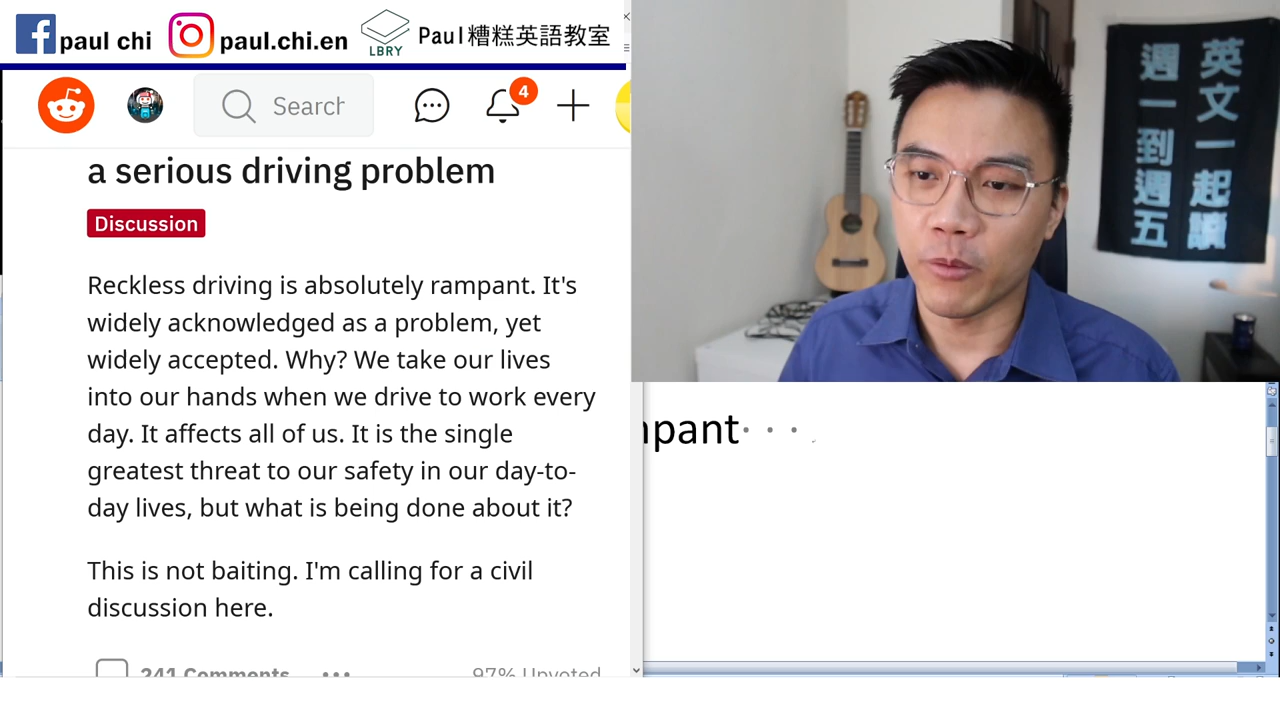 paul chi
paul.chi.en
LBRY
Paul糟糕英語教室
4
Search
a serious driving problem
Discussion
Reckless driving is absolutely rampant. It's
widely acknowledged as a problem, yet
widely accepted. Why? We take our lives
into our hands when we drive to work every
day. It affects all of us. It is the single
greatest threat to our safety in our day-to-
day lives, but what is being done about it?
This is not baiting. I'm calling for a civil
discussion here.
241 Comments
97% Upvoted
英文一起讀
週一到週五
npant